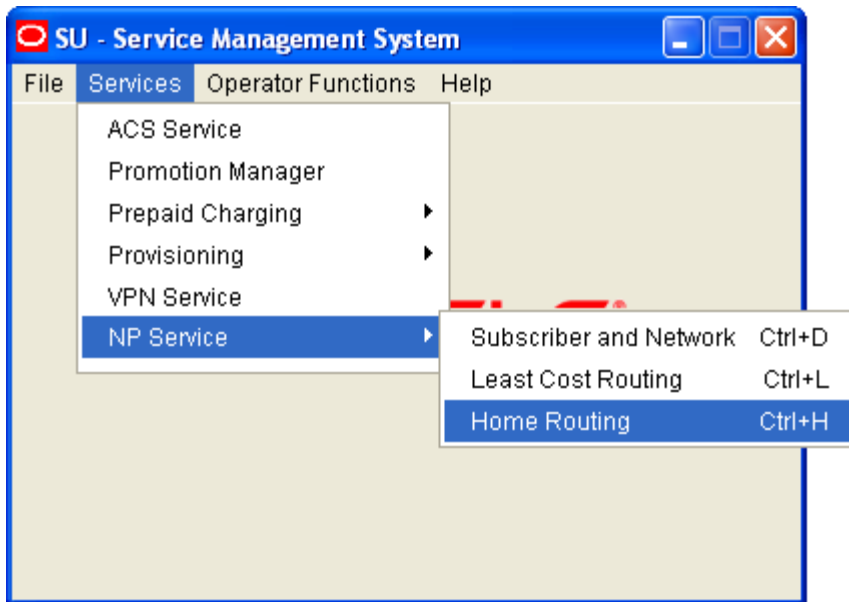 SU - Service Management System
File Services Operator Functions Help
ACS Service
Promotion Manager
Prepaid Charging
Provisioning
VPN Service
NP Service
Subscriber and Network Ctrl+D
Least Cost Routing Ctrl+L
Home Routing Ctrl+H